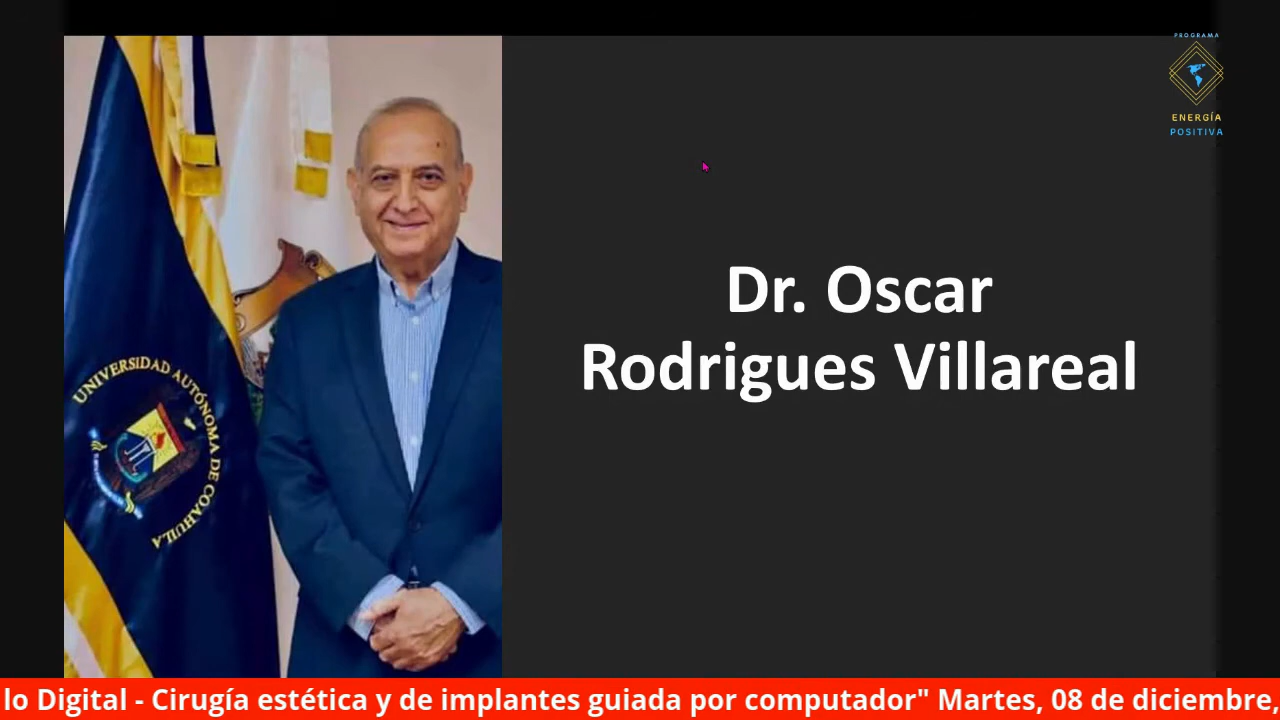 PROGRAMA
ENERGÍA
POSITIVA
Dr. Oscar
Rodrigues Villareal
UNIVERSIDAD AUTÓNOMA DE COAHUILA
lo Digital - Cirugía estética y de implantes guiada por computador" Martes, 08 de diciembre,